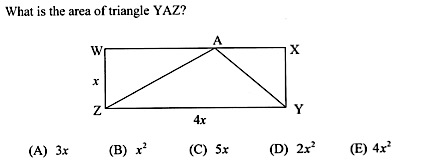 What is the area of triangle YAZ?
A
W X
x
Z Y
4x
(A) 3x (B) x² (C) 5x (D) 2x² (E) 4x²